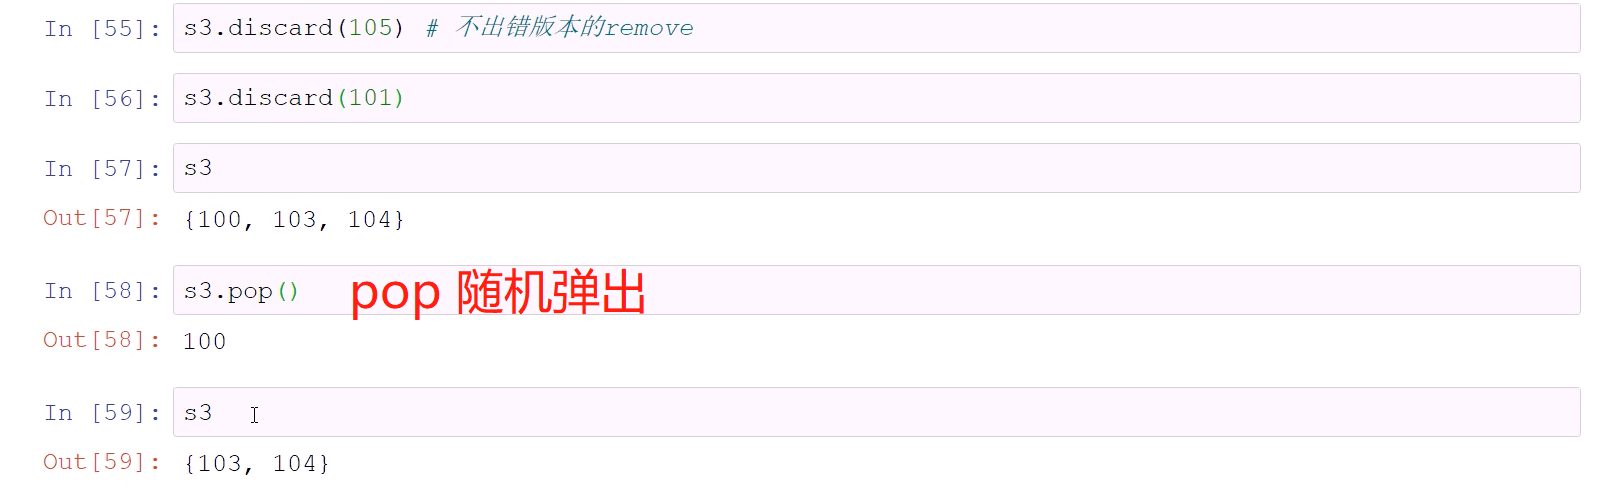 In [55]: s3.discard(105) # 不出错版本的remove
In [56]: s3.discard(101)
In [57]: s3
Out[57]: {100, 103, 104}
In [58]: s3.pop() pop 随机弹出
Out[58]: 100
In [59]: s3
Out[59]: {103, 104}